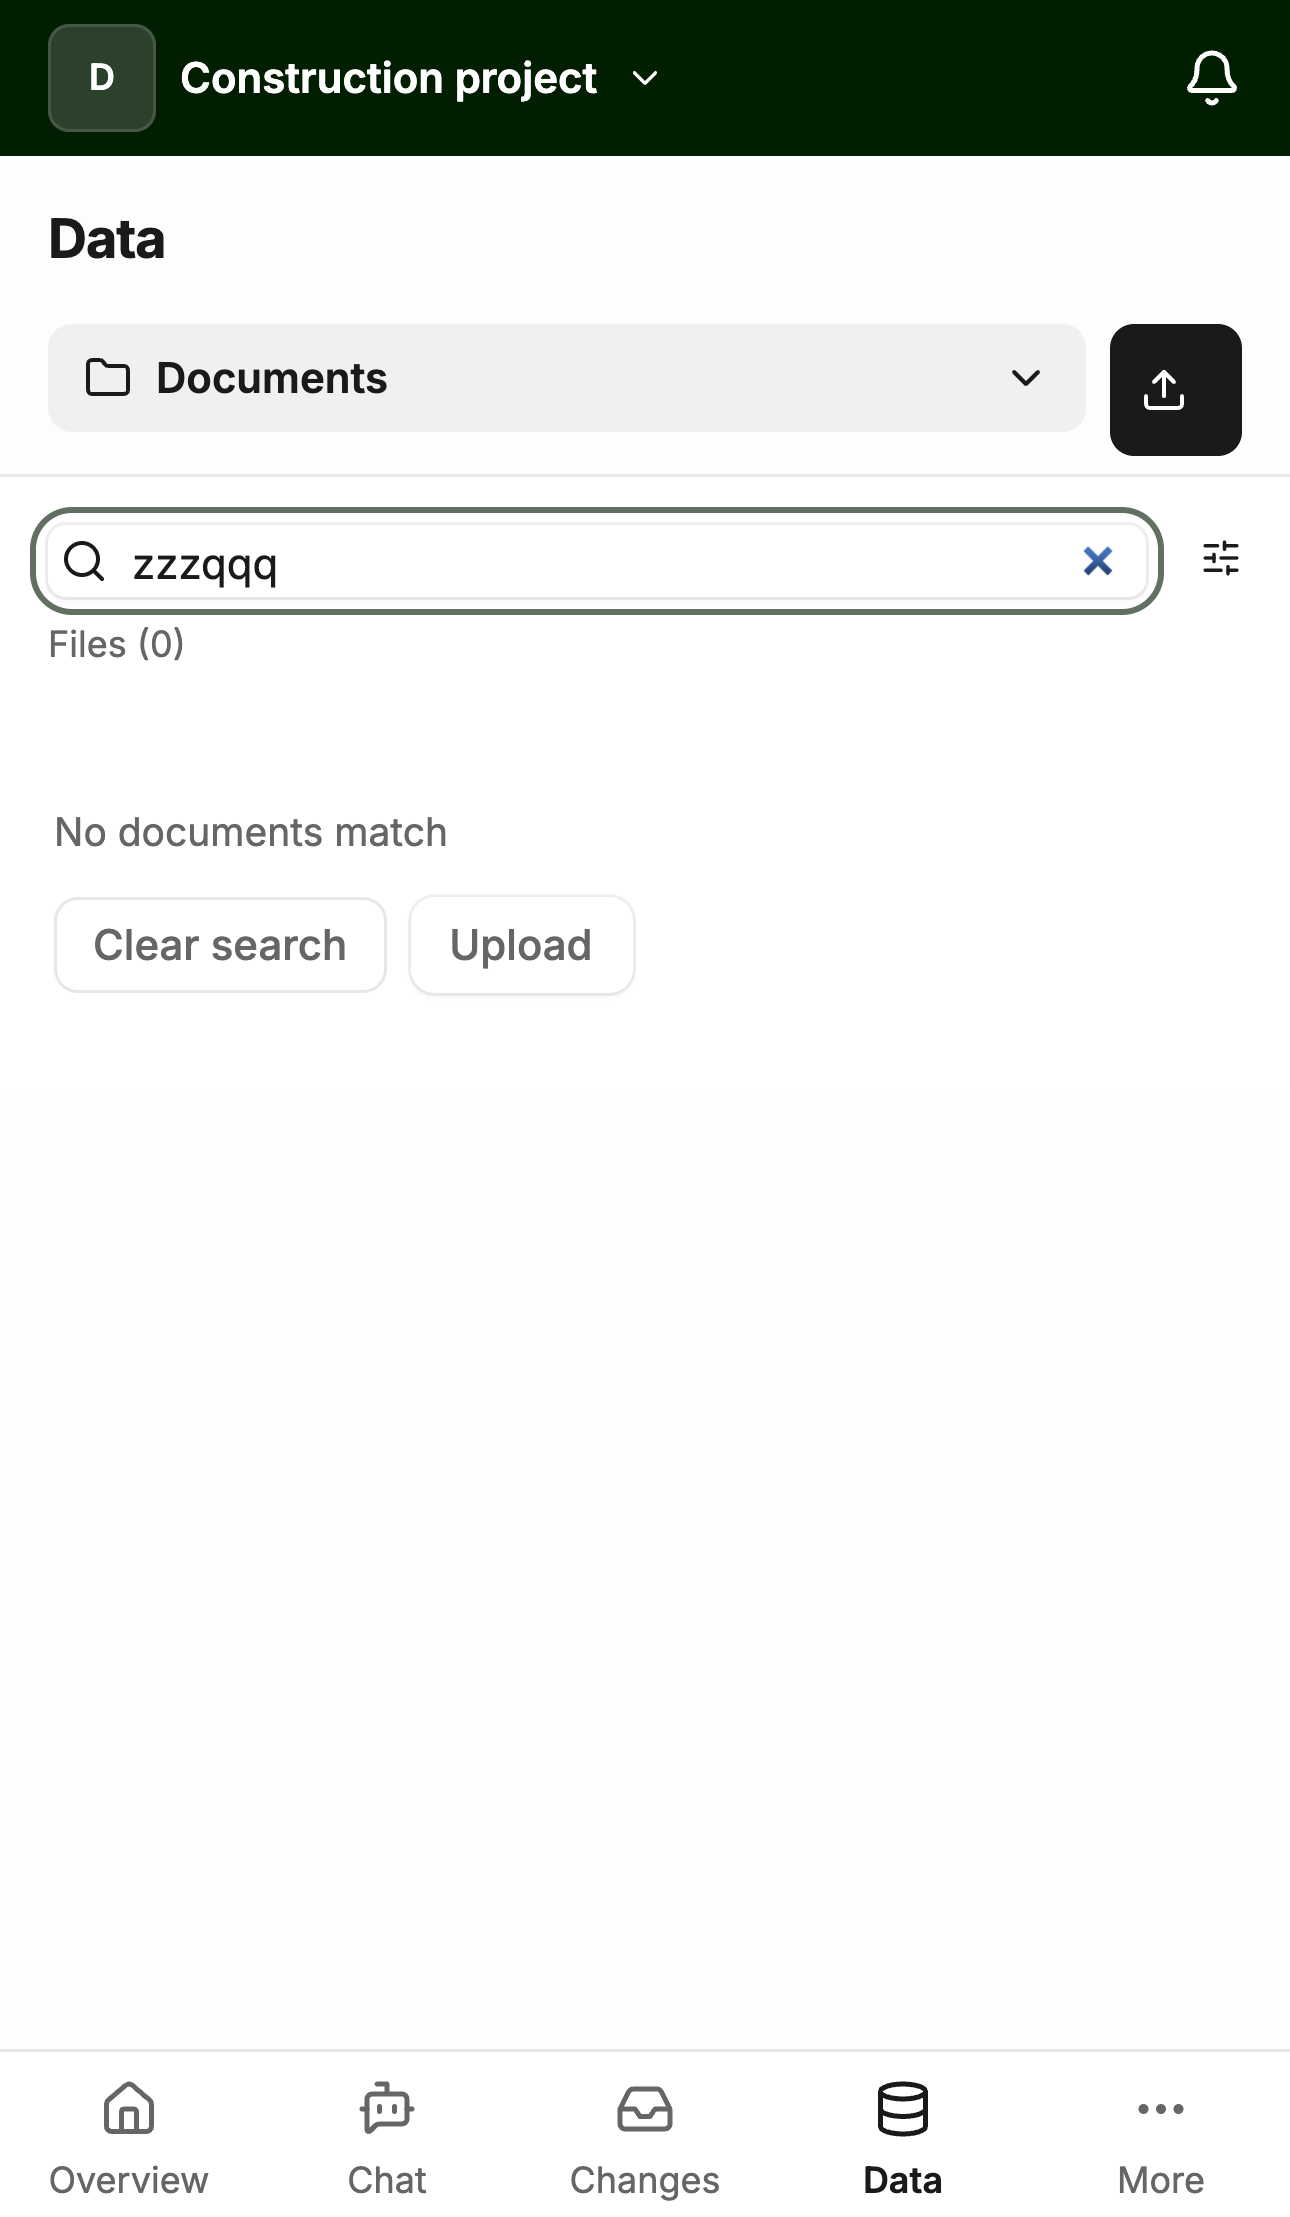 D
Construction project
Data
Documents
zzzqqq
Files (0)
No documents match
Clear search
Upload
Overview
Chat
Changes
Data
More